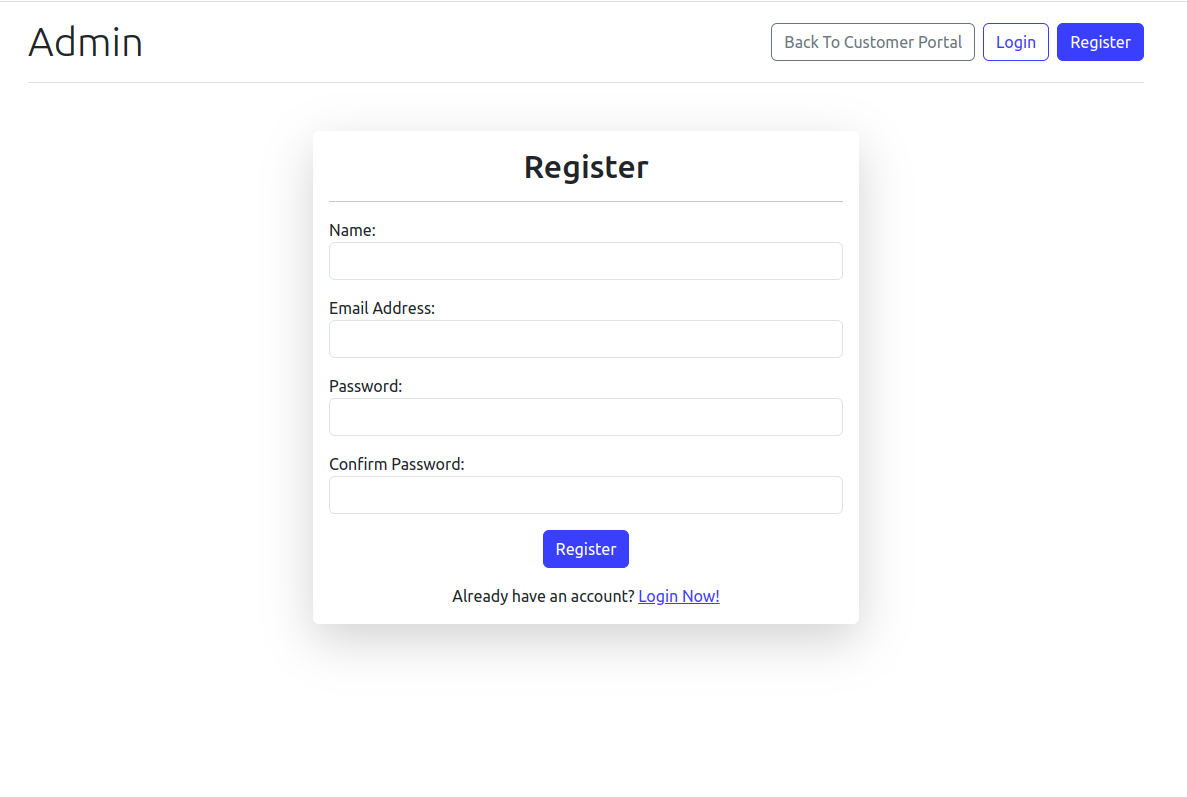 Admin
Back To Customer Portal
Login
Register
Register
Name:
Email Address:
Password:
Confirm Password:
Register
Already have an account? Login Now!